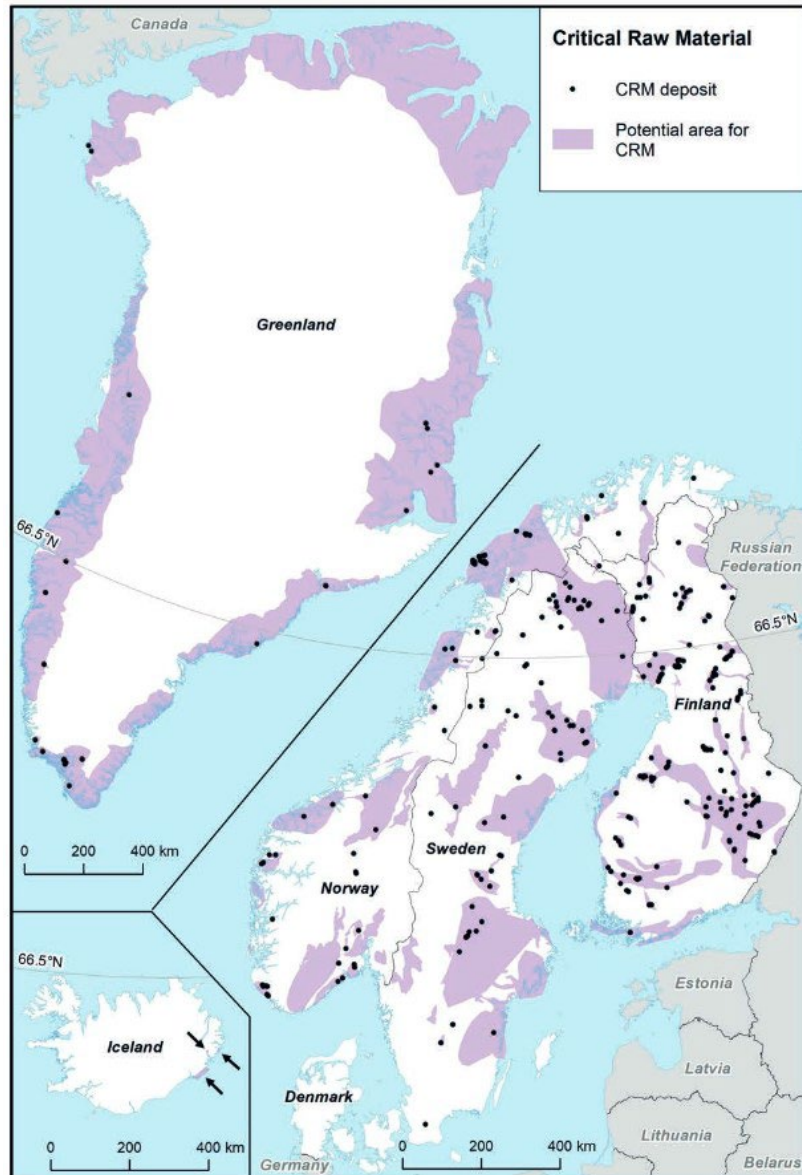 Canada
Critical Raw Material
CRM deposit
Potential area for
CRM
Greenland
66.5°N
Russian
Federation
66.5°N
Finland
0 200 400 km
Sweden
Norway
66.5°N
Iceland
Estonia
Latvia
Denmark
Lithuania
0 200 400 km
0 200 400 km
Germany
Belarus